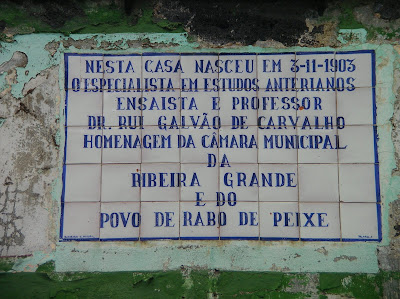 NESTA CASA NASCEU EM 3-11-1903
O ESPECIALISTA EM ESTUDOS ANTERIANOS
ENSAISTA E PROFESSOR
DR. RUI GALVÃO DE CARVALHO
HOMENAGEM DA CÂMARA MUNICIPAL
DA
RIBEIRA GRANDE
E DO
POVO DE RABO DE PEIXE